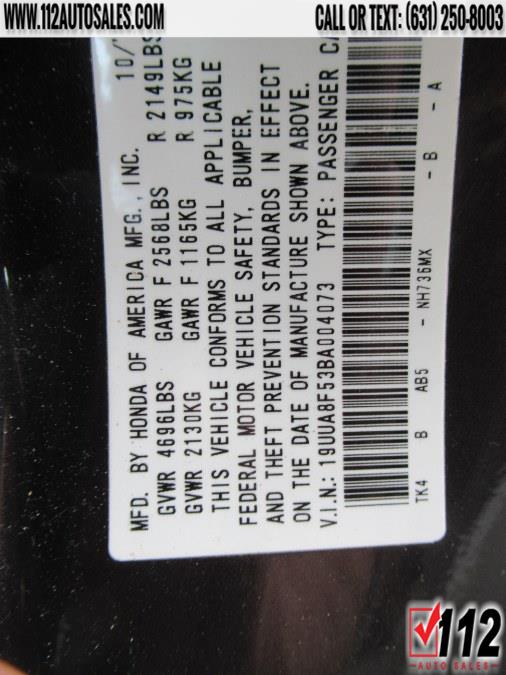 WWW.112AUTOSALES.COM CALL OR TEXT: (631) 250-8003
MFD. BY HONDA OF AMERICA MFG., INC. 10/
GVWR 4696LBS GAWR F 2568LBS R 2149LBS
GVWR 2130KG GAWR F 1165KG R 975KG
THIS VEHICLE CONFORMS TO ALL APPLICABLE
FEDERAL MOTOR VEHICLE SAFETY, BUMPER,
AND THEFT PREVENTION STANDARDS IN EFFECT
ON THE DATE OF MANUFACTURE SHOWN ABOVE.
V.I.N.: 19UUA8F53BA004073 TYPE: PASSENGER
TK4 B AB5 - NH736MX - B - A
112
AUTO SALES